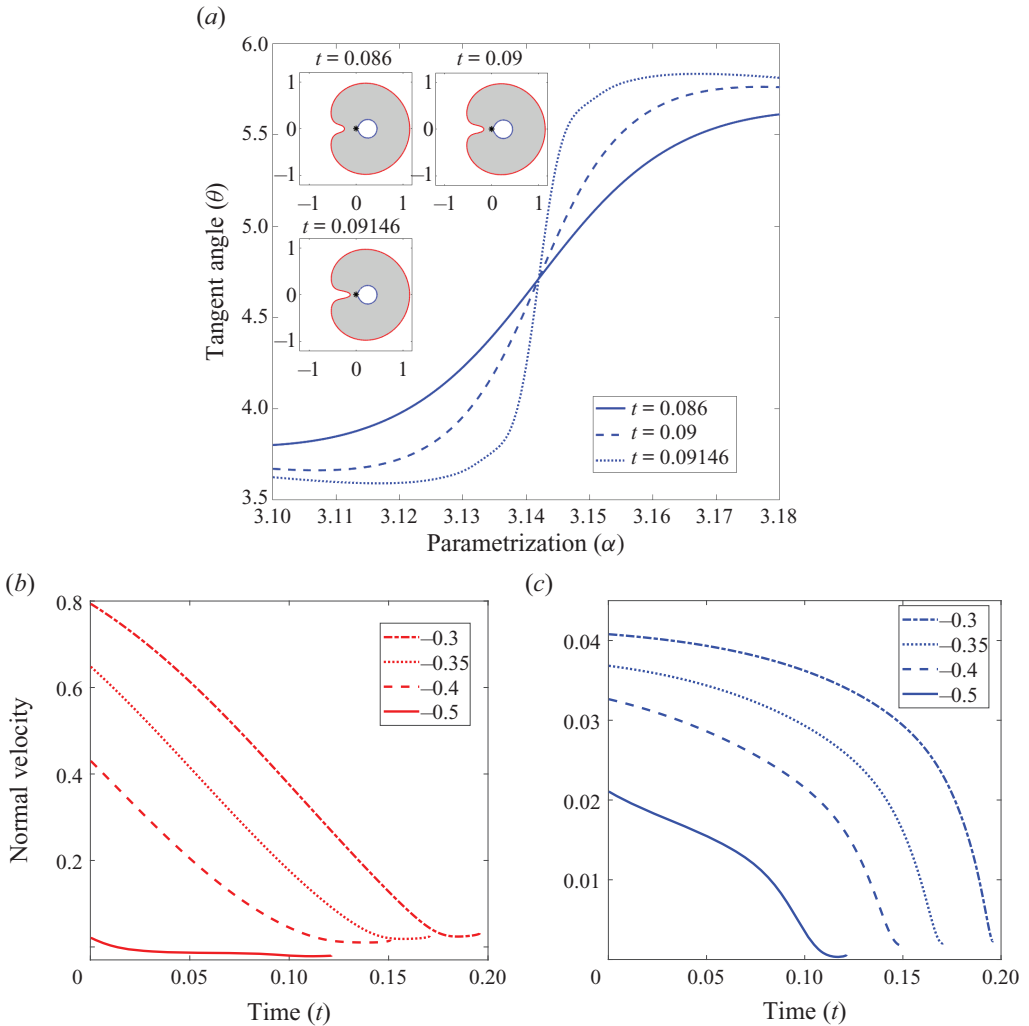 (a)
6.0
5.5
5.0
4.5
4.0
3.5
Tangent angle (θ)
t = 0.086
1
0
–1
–1 0 1
t = 0.09
1
0
–1
–1 0 1
t = 0.09146
1
0
–1
–1 0 1
t = 0.086
t = 0.09
t = 0.09146
3.10 3.11 3.12 3.13 3.14 3.15 3.16 3.17 3.18
Parametrization (α)
(b)
0.8
0.6
0.4
0.2
Normal velocity
–0.3
–0.35
–0.4
–0.5
0 0.05 0.10 0.15 0.20
Time (t)
(c)
0.04
0.03
0.02
0.01
–0.3
–0.35
–0.4
–0.5
0 0.05 0.10 0.15 0.20
Time (t)